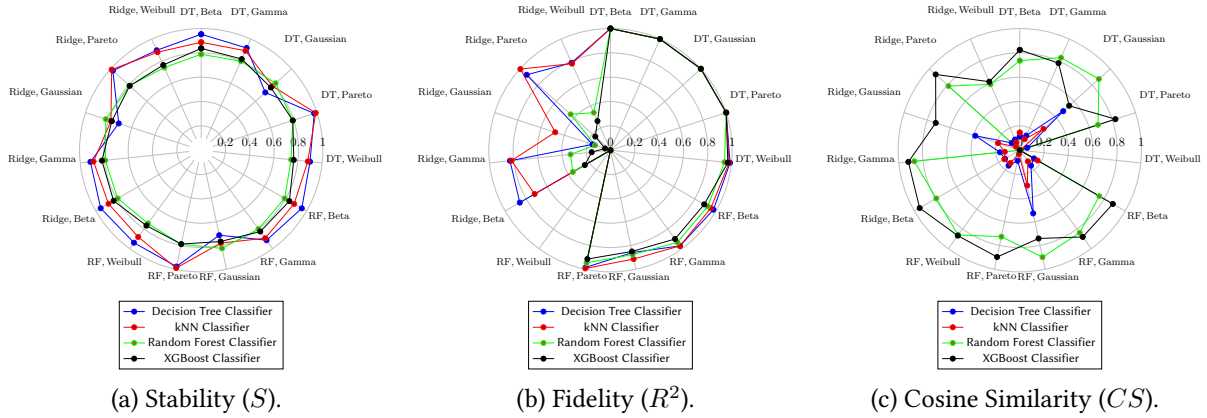 Ridge, Weibull
DT, Beta
DT, Gamma
Ridge, Pareto
DT, Gaussian
Ridge, Gaussian
DT, Pareto
0.2 0.4 0.6 0.8 1
Ridge, Gamma
DT, Weibull
Ridge, Beta
RF, Beta
RF, Weibull
RF, Gamma
RF, Pareto
RF, Gaussian
Decision Tree Classifier
kNN Classifier
Random Forest Classifier
XGBoost Classifier
(a) Stability (S).
Ridge, Weibull
DT, Beta
DT, Gamma
Ridge, Pareto
DT, Gaussian
Ridge, Gaussian
DT, Pareto
0.2 0.4 0.6 0.8 1
Ridge, Gamma
DT, Weibull
Ridge, Beta
RF, Beta
RF, Weibull
RF, Gamma
RF, Pareto
RF, Gaussian
Decision Tree Classifier
kNN Classifier
Random Forest Classifier
XGBoost Classifier
(b) Fidelity (R²).
Ridge, Weibull
DT, Beta
DT, Gamma
Ridge, Pareto
DT, Gaussian
Ridge, Gaussian
DT, Pareto
0.2 0.4 0.6 0.8 1
Ridge, Gamma
DT, Weibull
Ridge, Beta
RF, Beta
RF, Weibull
RF, Gamma
RF, Pareto
RF, Gaussian
Decision Tree Classifier
kNN Classifier
Random Forest Classifier
XGBoost Classifier
(c) Cosine Similarity (CS).